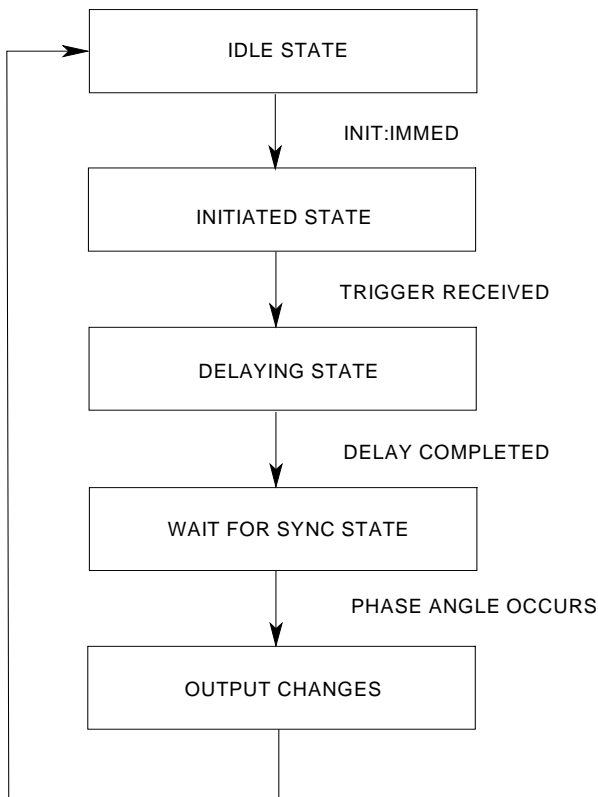 IDLE STATE
INIT:IMMED
INITIATED STATE
TRIGGER RECEIVED
DELAYING STATE
DELAY COMPLETED
WAIT FOR SYNC STATE
PHASE ANGLE OCCURS
OUTPUT CHANGES